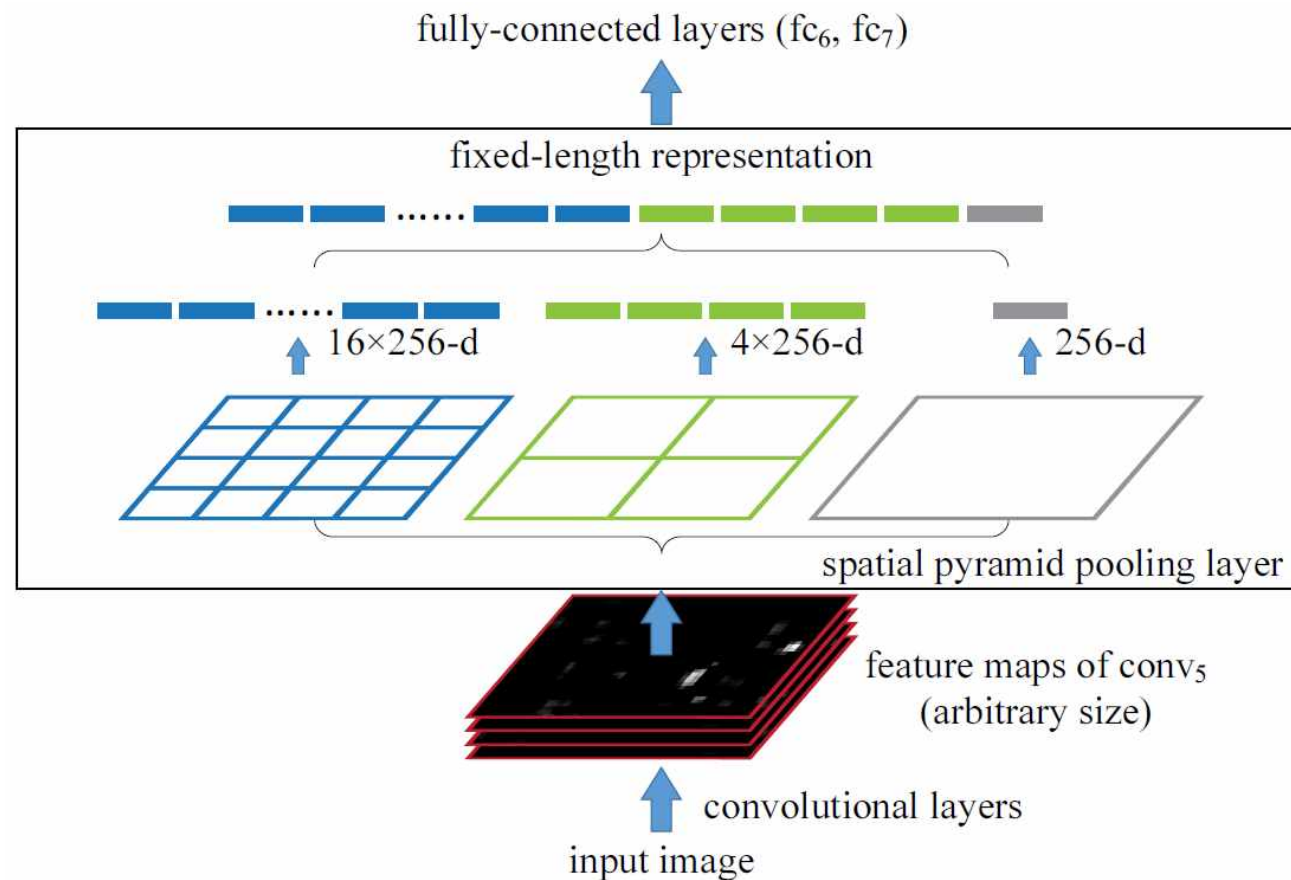 fully-connected layers (fc₆, fc₇)
fixed-length representation
......
......
16×256-d
4×256-d
256-d
spatial pyramid pooling layer
feature maps of conv₅
(arbitrary size)
convolutional layers
input image